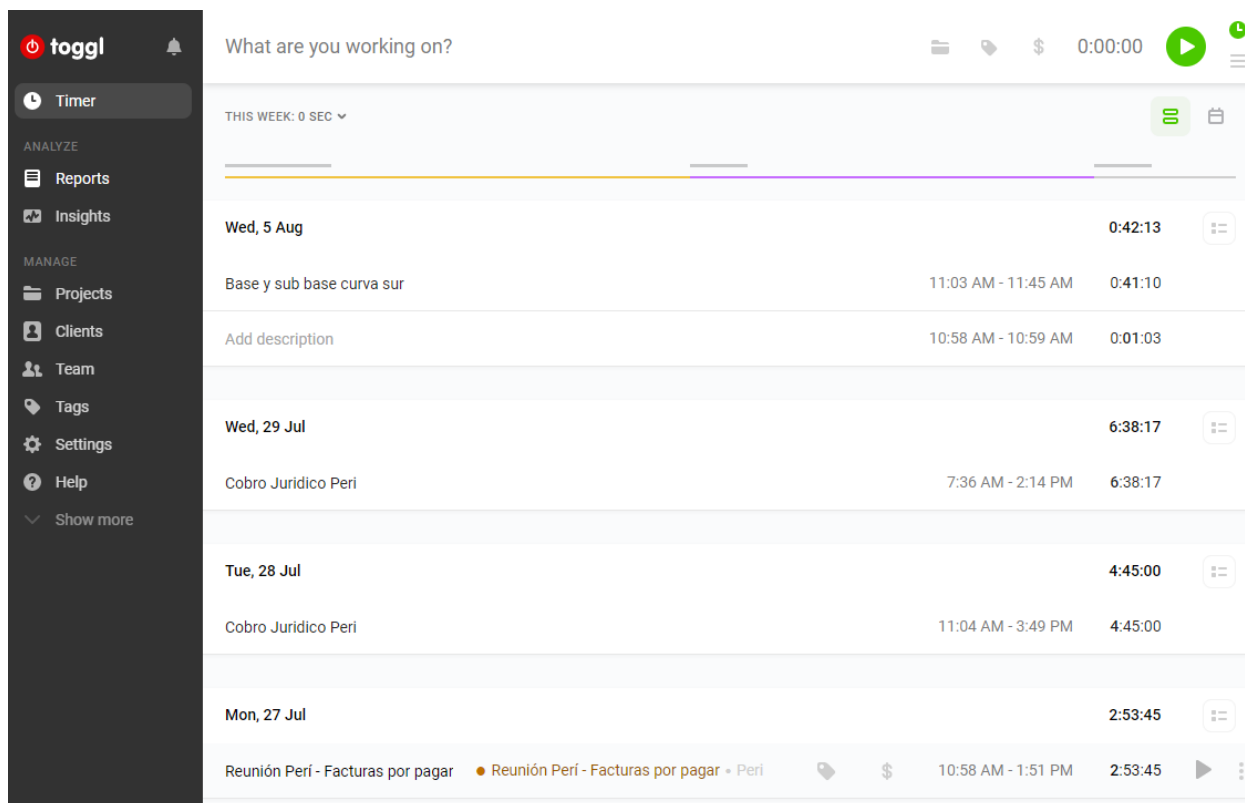 toggl
What are you working on?
$
0:00:00
Timer
THIS WEEK: 0 SEC
ANALYZE
Reports
Insights
MANAGE
Projects
Clients
Team
Tags
Settings
Help
Show more
Wed, 5 Aug 0:42:13
Base y sub base curva sur 11:03 AM - 11:45 AM 0:41:10
Add description 10:58 AM - 10:59 AM 0:01:03
Wed, 29 Jul 6:38:17
Cobro Juridico Peri 7:36 AM - 2:14 PM 6:38:17
Tue, 28 Jul 4:45:00
Cobro Juridico Peri 11:04 AM - 3:49 PM 4:45:00
Mon, 27 Jul 2:53:45
Reunión Perí - Facturas por pagar • Reunión Perí - Facturas por pagar • Peri $ 10:58 AM - 1:51 PM 2:53:45